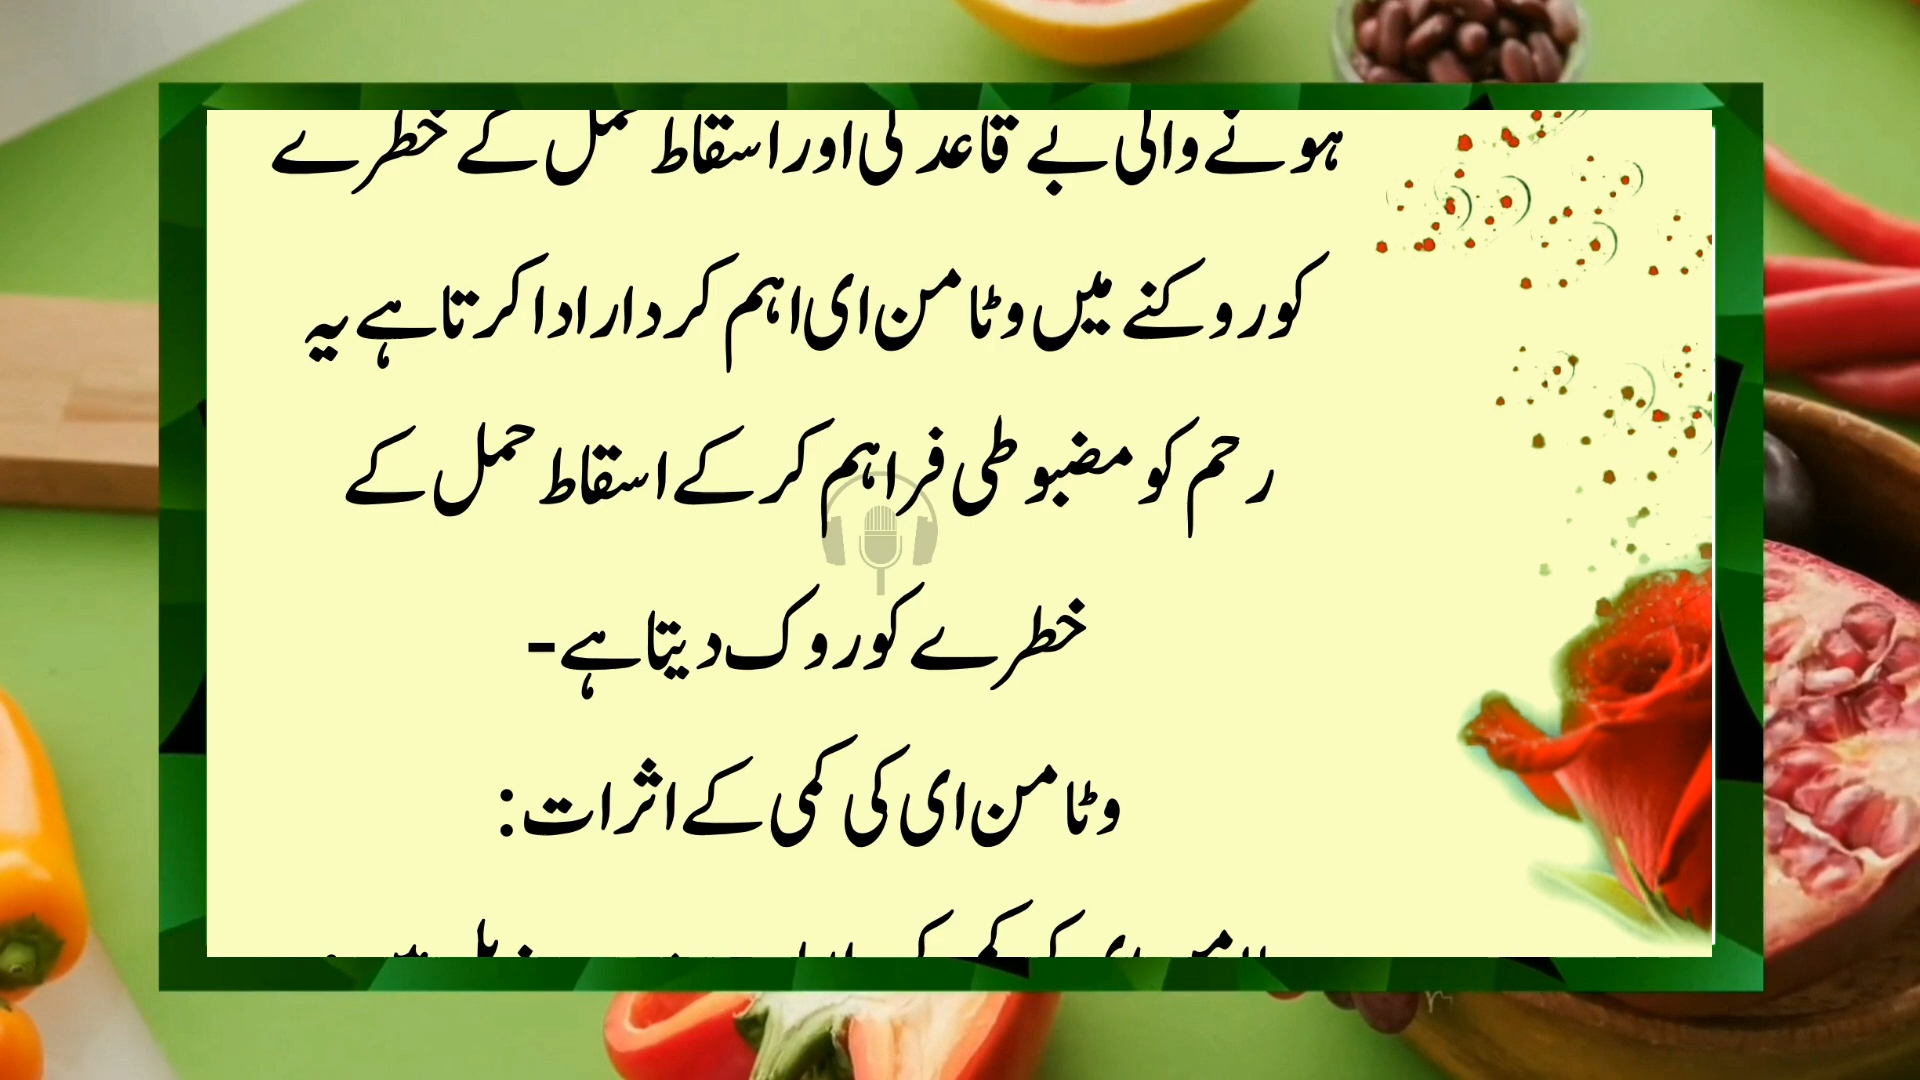 ہونے والی بے قاعدگی اور اسقاط حمل کے خطرے
کو روکنے میں وٹامن ای اہم کردار ادا کرتا ہے یہ
رحم کو مضبوطی فراہم کر کے اسقاط حمل کے
خطرے کو روک دیتا ہے-
وٹامن ای کی کمی کے اثرات: